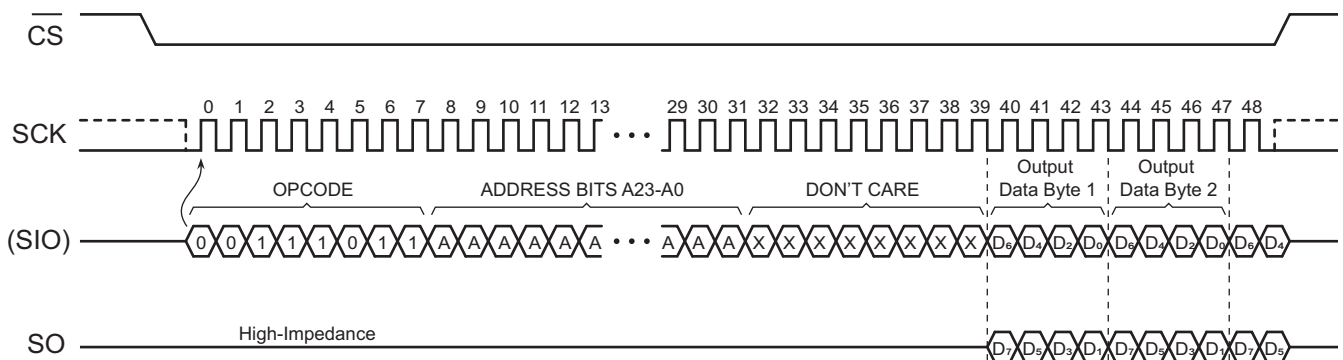 CS
SCK
0 1 2 3 4 5 6 7 8 9 10 11 12 13 29 30 31 32 33 34 35 36 37 38 39 40 41 42 43 44 45 46 47 48
Output Data Byte 1
Output Data Byte 2
OPCODE
ADDRESS BITS A23-A0
DON'T CARE
(SIO)
0 0 1 1 1 0 1 1 A A A A A A ••• A A A X X X X X X X X D₆ D₄ D₂ D₀ D₆ D₄ D₂ D₀ D₆ D₄
High-Impedance
SO
D₇ D₅ D₃ D₁ D₇ D₅ D₃ D₁ D₇ D₅